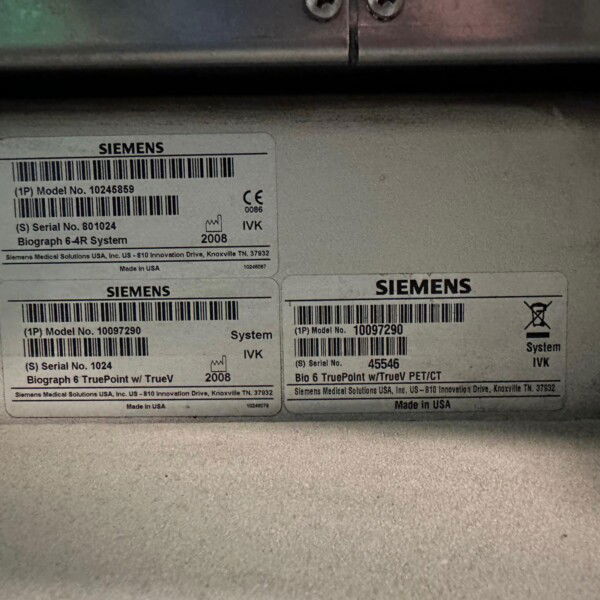 SIEMENS
(1P) Model No. 10245859
(S) Serial No. 801024
Biograph 6-4R System
CE
0086
IVK
2008
Siemens Medical Solutions USA, Inc. US - 810 Innovation Drive, Knoxville TN, 37932
Made in USA
SIEMENS
(1P) Model No. 10097290
System
(S) Serial No. 1024
IVK
Biograph 6 TruePoint w/ TrueV
2008
Siemens Medical Solutions USA, Inc. US - 810 Innovation Drive, Knoxville TN, 37932
Made in USA
SIEMENS
(1P) Model No. 10097290
System
(S) Serial No. 45546
IVK
Bio 6 TruePoint w/TrueV PET/CT
Siemens Medical Solutions USA, Inc. US - 810 Innovation Drive, Knoxville TN, 37932
Made in USA